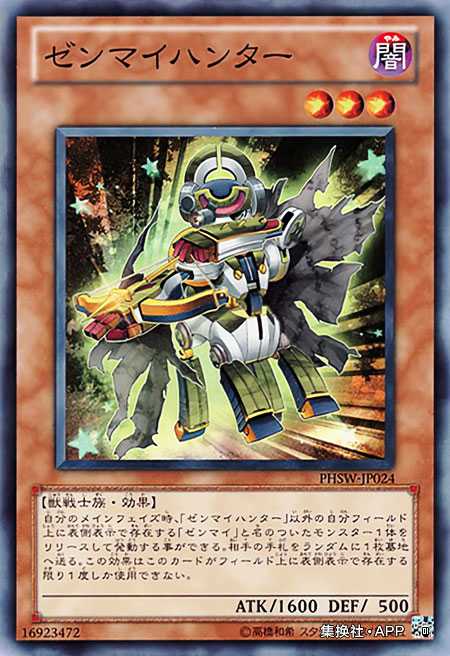 ゼンマイハンター
闇
PHSW-JP024
【獣戦士族・効果】
自分のメインフェイズ時、「ゼンマイハンター」以外の自分フィールド
上に表側表示で存在する「ゼンマイ」と名のついたモンスター1体を
リリースして発動する事ができる。相手の手札をランダムに1枚墓地
へ送る。この効果はこのカードがフィールド上に表側表示で存在する
限り1度しか使用できない。
ATK/1600 DEF/ 500
16923472
©高橋和希 スタジオ
集英社・APP